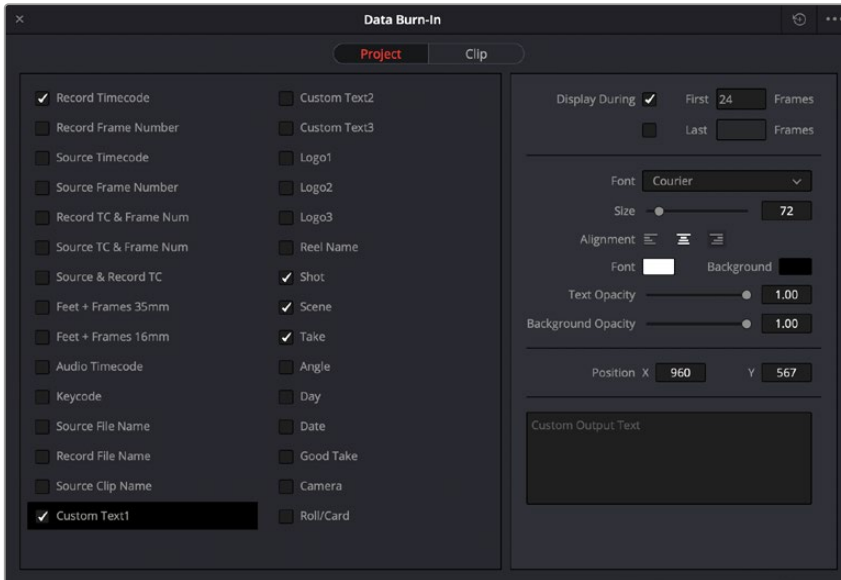 Data Burn-In
Project Clip
Record Timecode
Record Frame Number
Source Timecode
Source Frame Number
Record TC & Frame Num
Source TC & Frame Num
Source & Record TC
Feet + Frames 35mm
Feet + Frames 16mm
Audio Timecode
Keycode
Source File Name
Record File Name
Source Clip Name
Custom Text1
Custom Text2
Custom Text3
Logo1
Logo2
Logo3
Reel Name
Shot
Scene
Take
Angle
Day
Date
Good Take
Camera
Roll/Card
Display During First 24 Frames
Last Frames
Font Courier
Size 72
Alignment
Font Background
Text Opacity 1.00
Background Opacity 1.00
Position X 960 Y 567
Custom Output Text